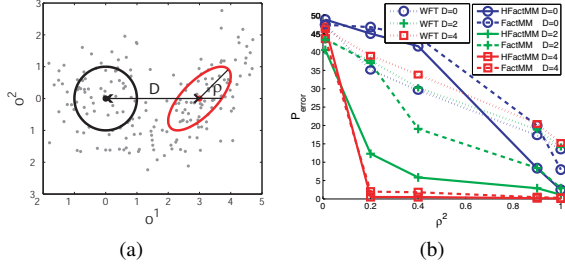 3
2
1
0
-1
-2
3
-1 0 1 2 3 4 5
o²
o¹
D
ρ
(a)
WFT D=0
WFT D=2
WFT D=4
HFactMM D=0
FactMM D=0
HFactMM D=2
FactMM D=2
HFactMM D=4
FactMM D=4
50
45
40
35
30
25
20
15
10
5
0
P error
0 0.2 0.4 0.6 0.8 1
ρ²
(b)